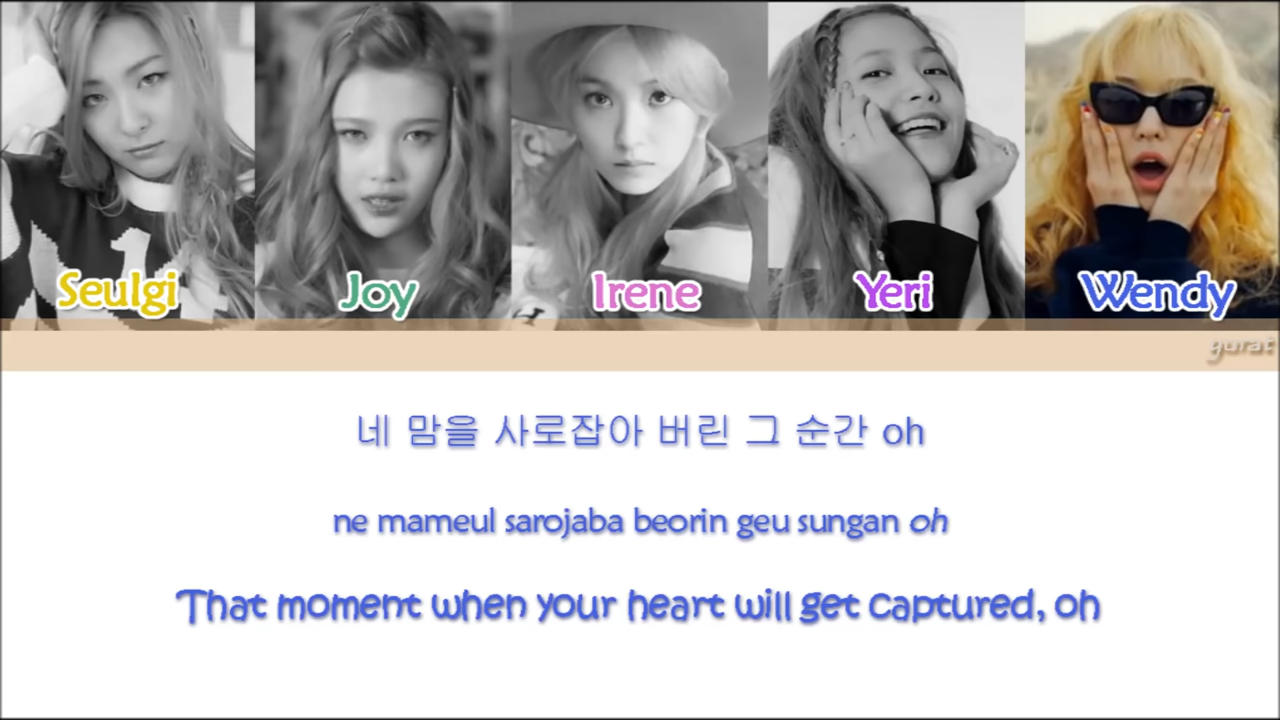 Seulgi Joy Irene Yeri Wendy
gurat
네 맘을 사로잡아 버린 그 순간 oh
ne mameul sarojaba beorin geu sungan oh
That moment when your heart will get captured, oh